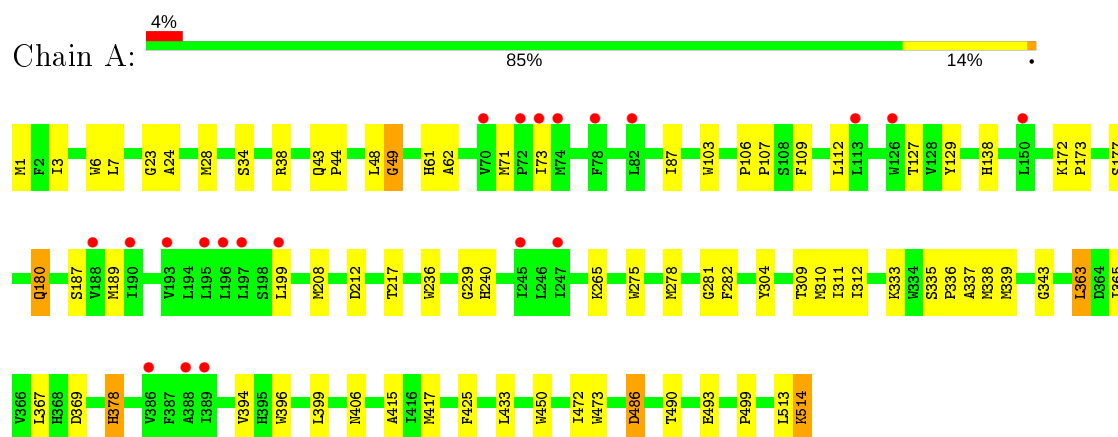 4%
Chain A:
85% 14% •
M1 F2 I3 W6 L7 G23 A24 M28 S34 R38 Q43 P44 L48 G49 H61 A62 V70 M71 P72 I73 M74 F78 L82 I87 W103 P106 P107 S108 F109 L112 L113 W126 T127 V128 Y129 H138 L150 K172 P173 S177
Q180 S187 V188 M189 I190 V193 L194 L195 L196 L197 S198 L199 M208 D212 T217 W236 G239 H240 I245 L246 I247 K265 W275 M278 G281 F282 Y304 T309 M310 I311 I312 K333 W334 S335 P336 A337 M338 M339 G343 L363 D364 I365
V366 L367 H368 D369 H378 V386 F387 A388 I389 V394 H395 W396 L399 N406 A415 I416 M417 F425 L433 W450 I472 W473 D486 T490 E493 P499 L513 K514